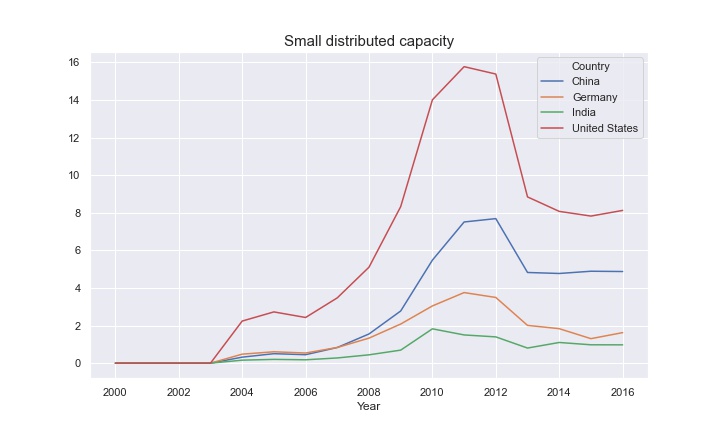 Small distributed capacity
Country
China
Germany
India
United States
16
14
12
10
8
6
4
2
0
2000 2002 2004 2006 2008 2010 2012 2014 2016
Year